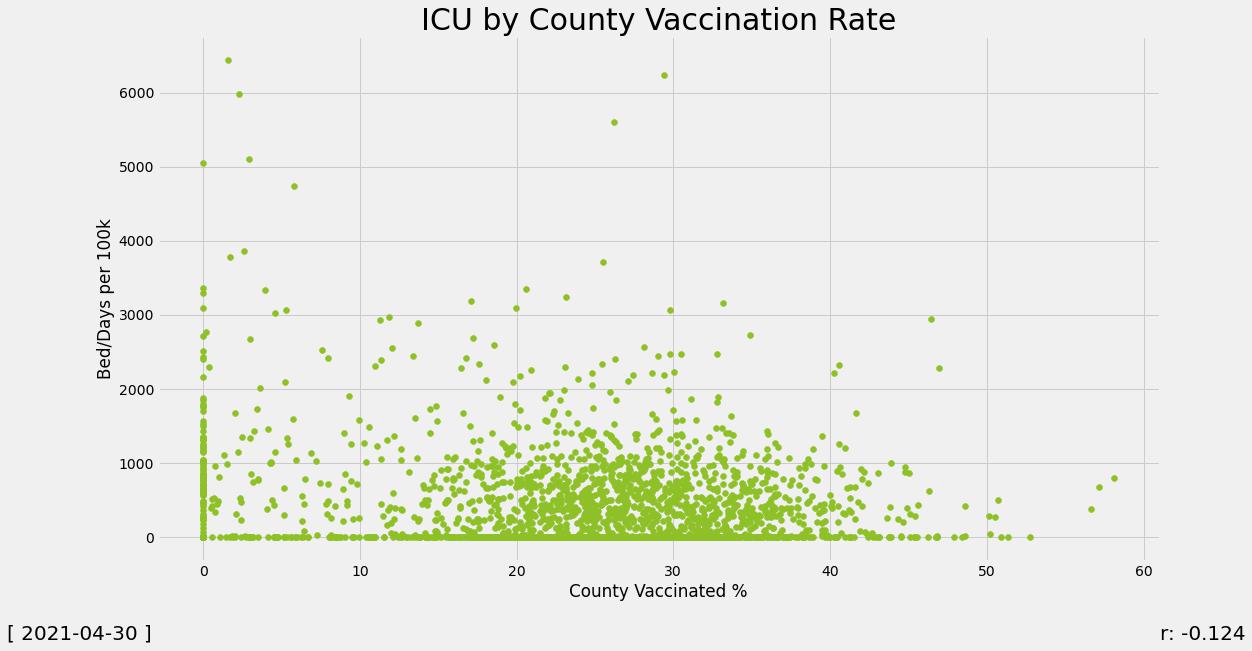 ICU by County Vaccination Rate
Bed/Days per 100k
6000
5000
4000
3000
2000
1000
0
0 10 20 30 40 50 60
County Vaccinated %
[ 2021-04-30 ]
r: -0.124